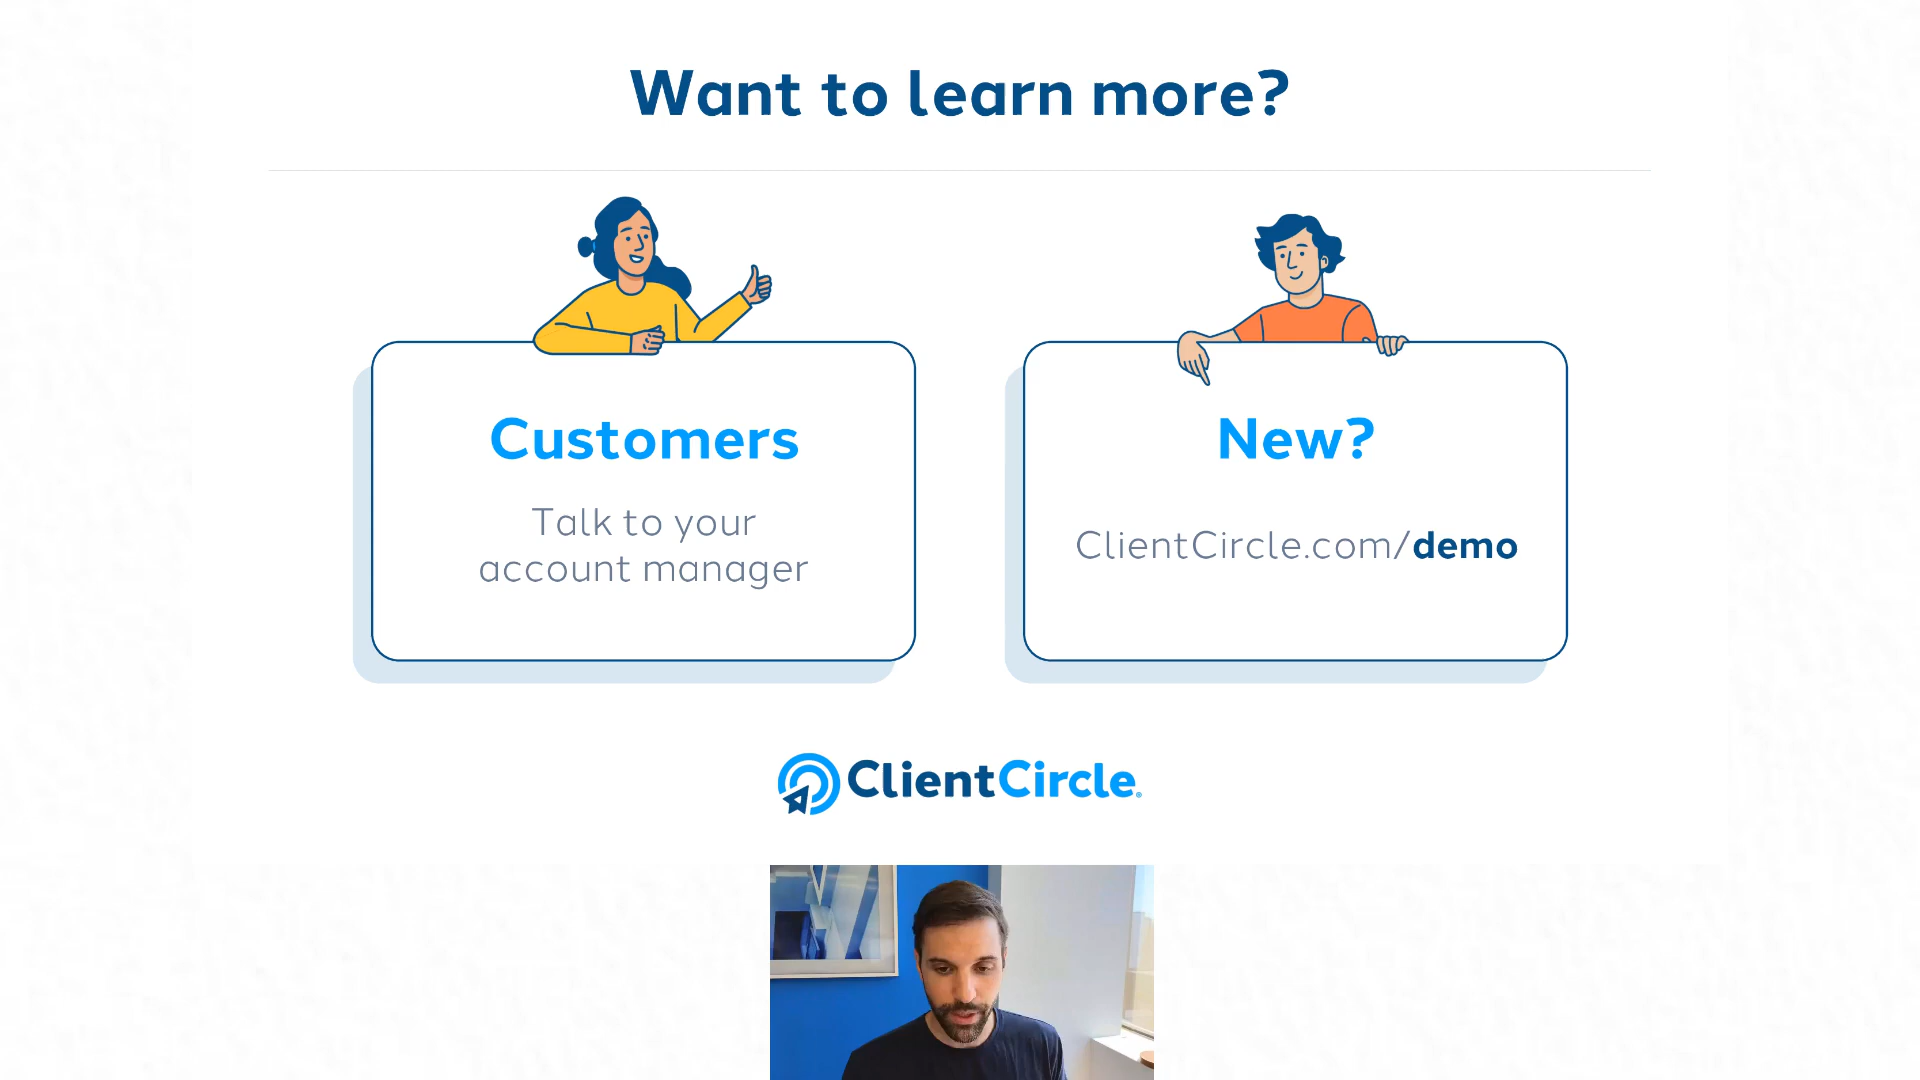 Want to learn more?
Customers
Talk to your
account manager
New?
ClientCircle.com/demo
ClientCircle®